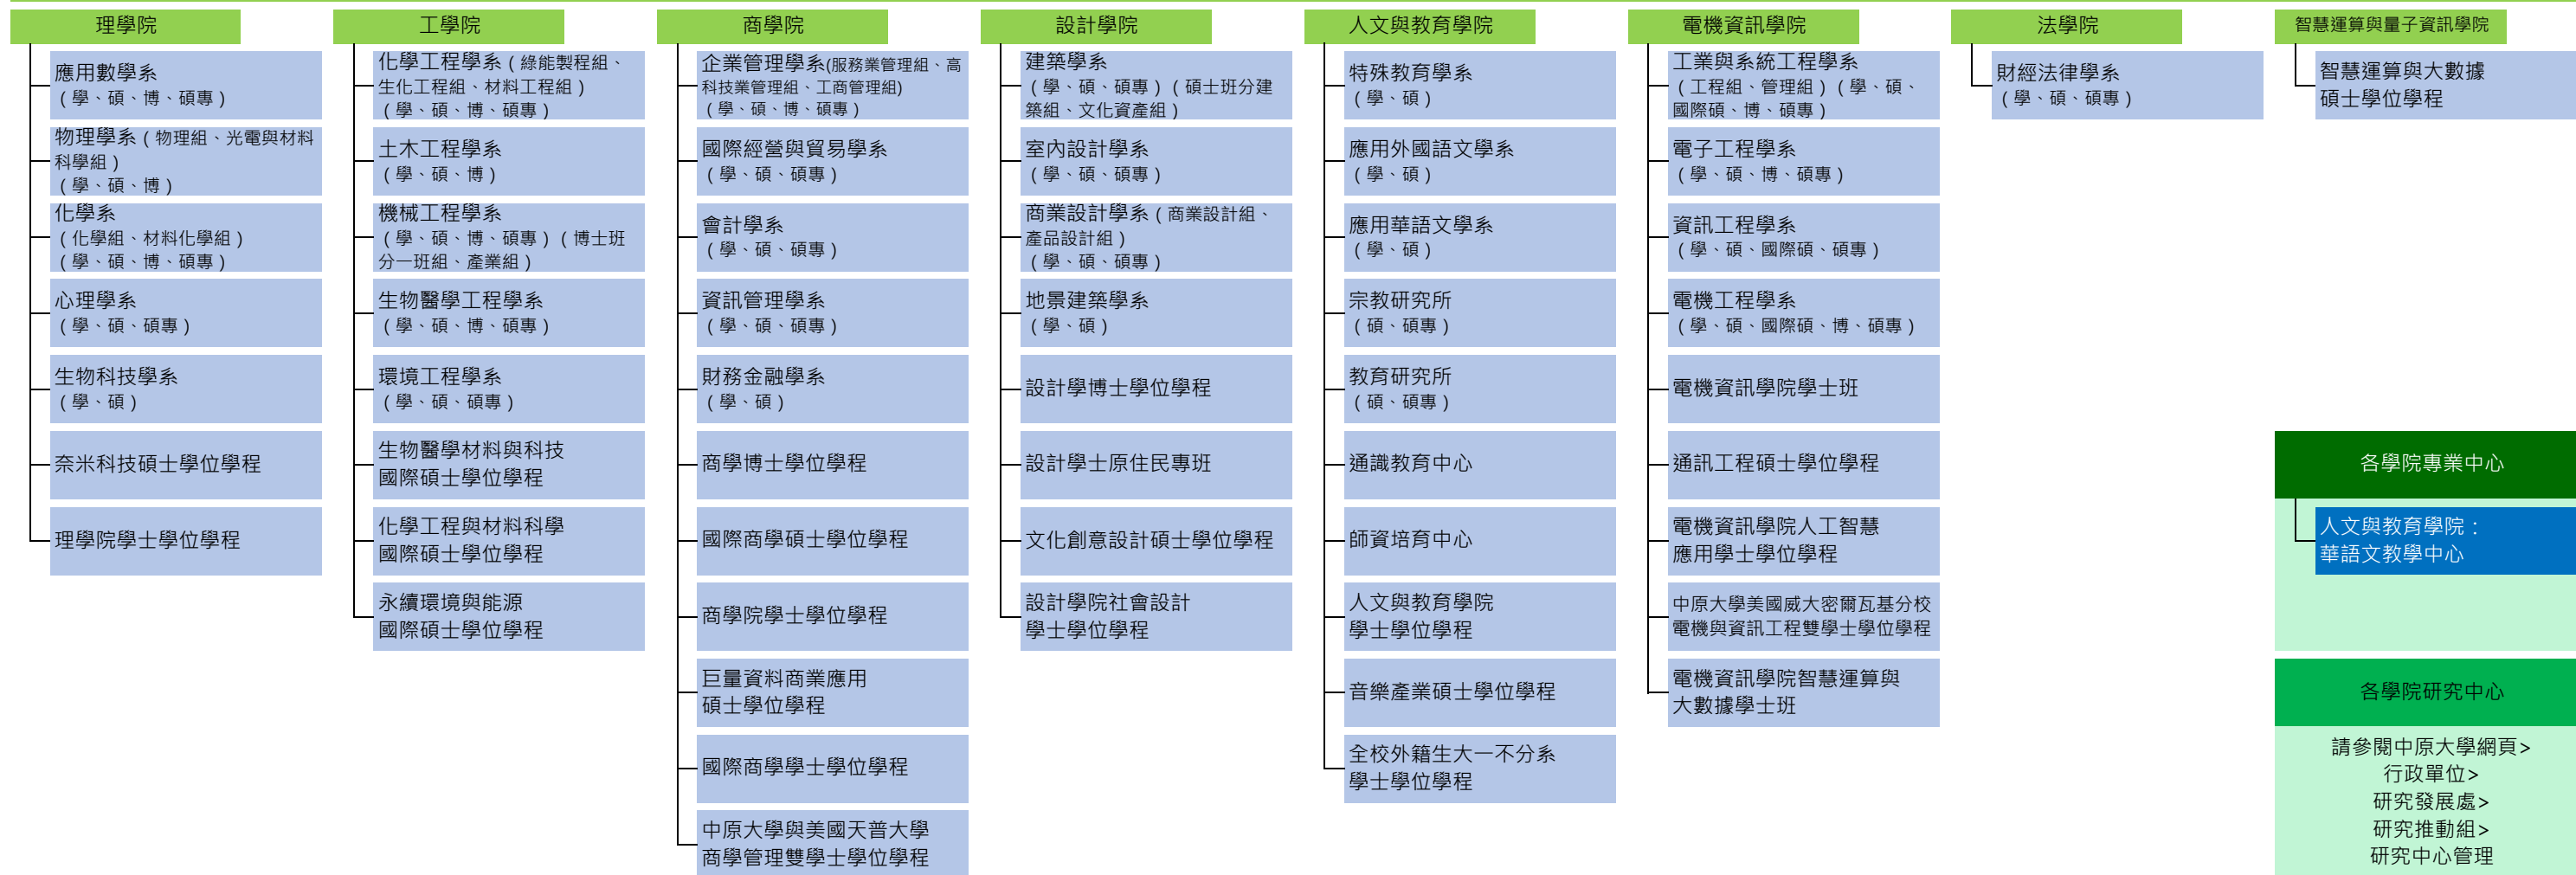 理學院
應用數學系
（學、碩、博、碩專）
物理學系（物理組、光電與材料
科學組）
（學、碩、博）
化學系
（化學組、材料化學組）
（學、碩、博、碩專）
心理學系
（學、碩、碩專）
生物科技學系
（學、碩）
奈米科技碩士學位學程
理學院學士學位學程
工學院
化學工程學系（綠能製程組、
生化工程組、材料工程組）
（學、碩、博、碩專）
土木工程學系
（學、碩、博）
機械工程學系
（學、碩、博、碩專）（博士班
分一班組、產業組）
生物醫學工程學系
（學、碩、博、碩專）
環境工程學系
（學、碩、碩專）
生物醫學材料與科技
國際碩士學位學程
化學工程與材料科學
國際碩士學位學程
永續環境與能源
國際碩士學位學程
商學院
企業管理學系(服務業管理組、高
科技業管理組、工商管理組)
（學、碩、博、碩專）
國際經營與貿易學系
（學、碩、碩專）
會計學系
（學、碩、碩專）
資訊管理學系
（學、碩、碩專）
財務金融學系
（學、碩）
商學博士學位學程
國際商學碩士學位學程
商學院學士學位學程
巨量資料商業應用
碩士學位學程
國際商學學士學位學程
中原大學與美國天普大學
商學管理雙學士學位學程
設計學院
建築學系
（學、碩、碩專）（碩士班分建
築組、文化資產組）
室內設計學系
（學、碩、碩專）
商業設計學系（商業設計組、
產品設計組）
（學、碩、碩專）
地景建築學系
（學、碩）
設計學博士學位學程
設計學士原住民專班
文化創意設計碩士學位學程
設計學院社會設計
學士學位學程
人文與教育學院
特殊教育學系
（學、碩）
應用外國語文學系
（學、碩）
應用華語文學系
（學、碩）
宗教研究所
（碩、碩專）
教育研究所
（碩、碩專）
通識教育中心
師資培育中心
人文與教育學院
學士學位學程
音樂產業碩士學位學程
全校外籍生大一不分系
學士學位學程
電機資訊學院
工業與系統工程學系
（工程組、管理組）（學、碩、
國際碩、博、碩專）
電子工程學系
（學、碩、博、碩專）
資訊工程學系
（學、碩、國際碩、碩專）
電機工程學系
（學、碩、國際碩、博、碩專）
電機資訊學院學士班
通訊工程碩士學位學程
電機資訊學院人工智慧
應用學士學位學程
中原大學美國威大密爾瓦基分校
電機與資訊工程雙學士學位學程
電機資訊學院智慧運算與
大數據學士班
法學院
財經法律學系
（學、碩、碩專）
智慧運算與量子資訊學院
智慧運算與大數據
碩士學位學程
各學院專業中心
人文與教育學院：
華語文教學中心
各學院研究中心
請參閱中原大學網頁>
行政單位>
研究發展處>
研究推動組>
研究中心管理